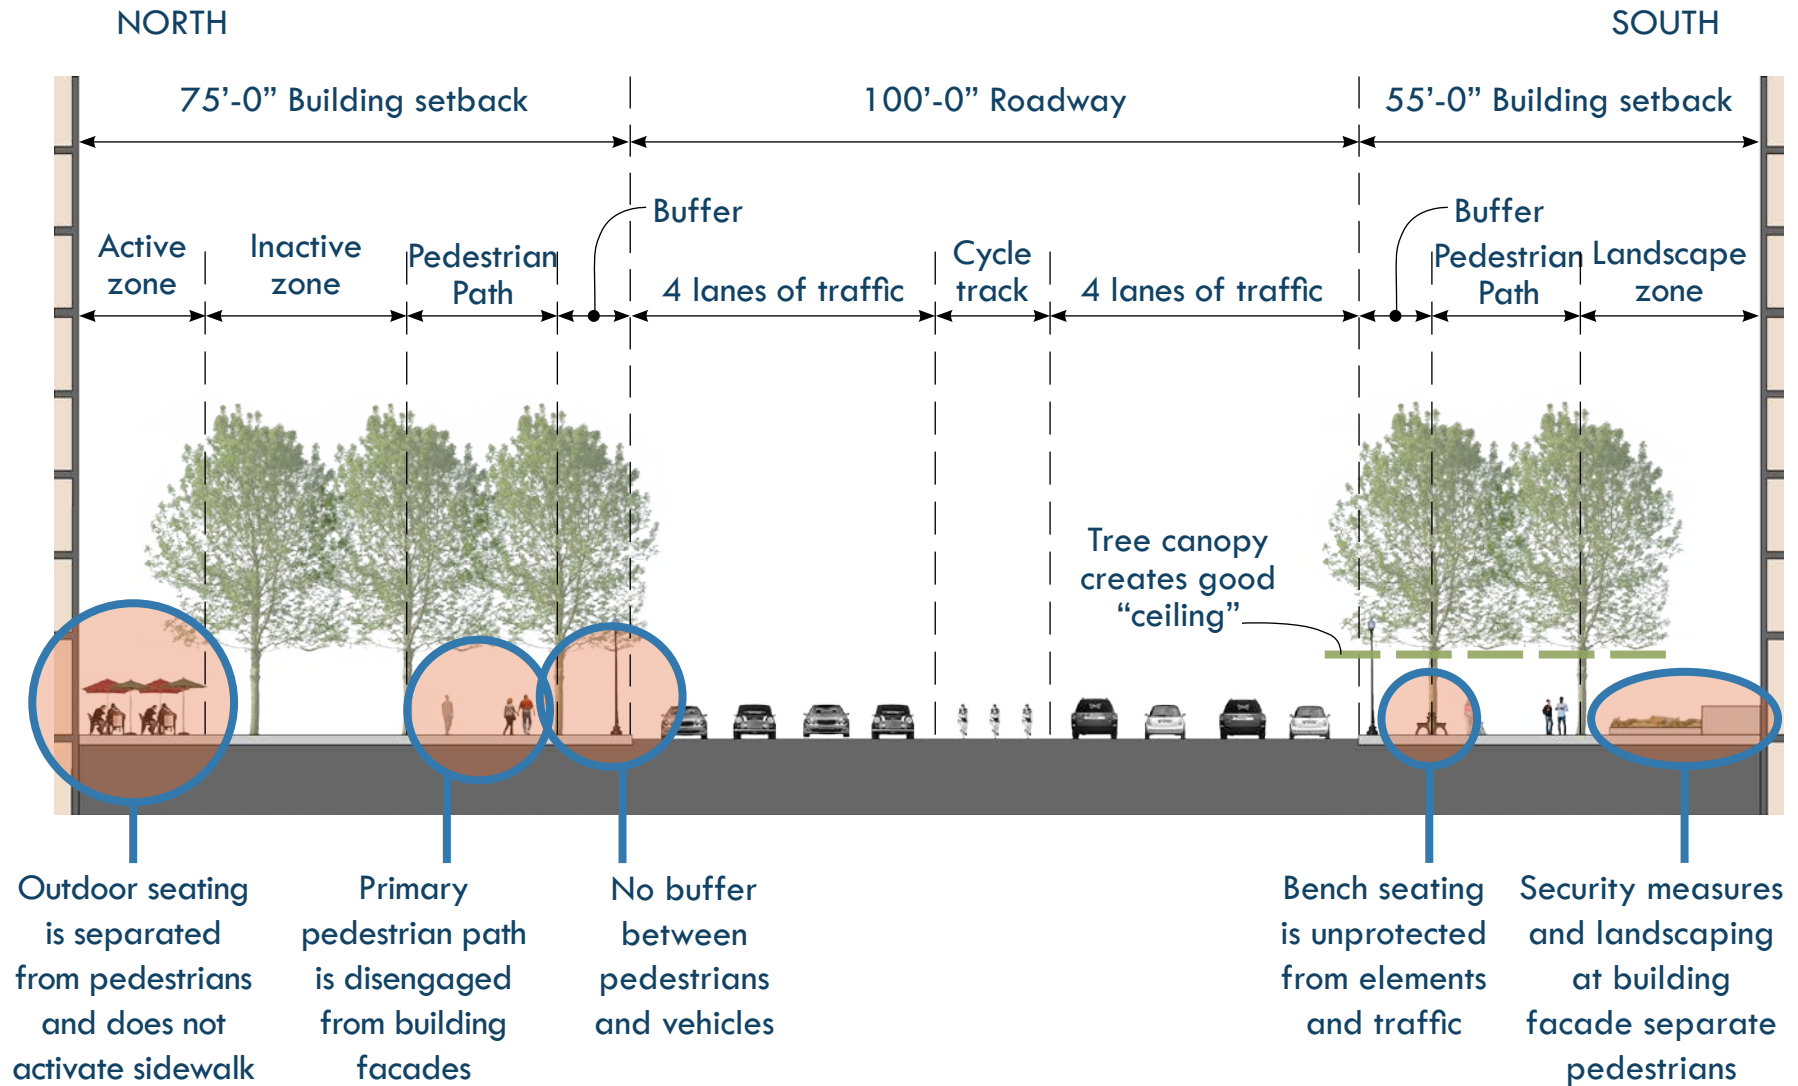 NORTH
SOUTH
75’-0” Building setback
100’-0” Roadway
55’-0” Building setback
Buffer
Buffer
Active
zone
Inactive
zone
Pedestrian
Path
4 lanes of traffic
Cycle
track
4 lanes of traffic
Pedestrian
Path
Landscape
zone
Tree canopy
creates good
“ceiling”
Outdoor seating
is separated
from pedestrians
and does not
activate sidewalk
Primary
pedestrian path
is disengaged
from building
facades
No buffer
between
pedestrians
and vehicles
Bench seating
is unprotected
from elements
and traffic
Security measures
and landscaping
at building
facade separate
pedestrians